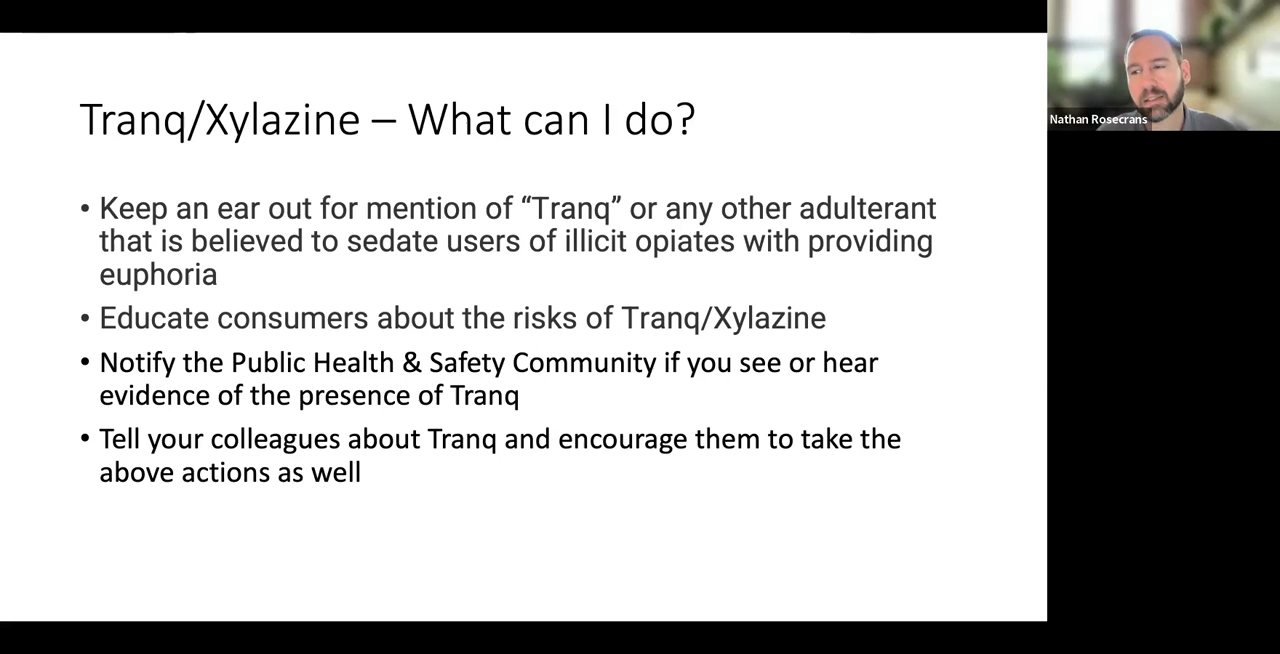 Tranq/Xylazine – What can I do?
• Keep an ear out for mention of “Tranq” or any other adulterant
that is believed to sedate users of illicit opiates with providing
euphoria
• Educate consumers about the risks of Tranq/Xylazine
• Notify the Public Health & Safety Community if you see or hear
evidence of the presence of Tranq
• Tell your colleagues about Tranq and encourage them to take the
above actions as well
Nathan Rosecrans